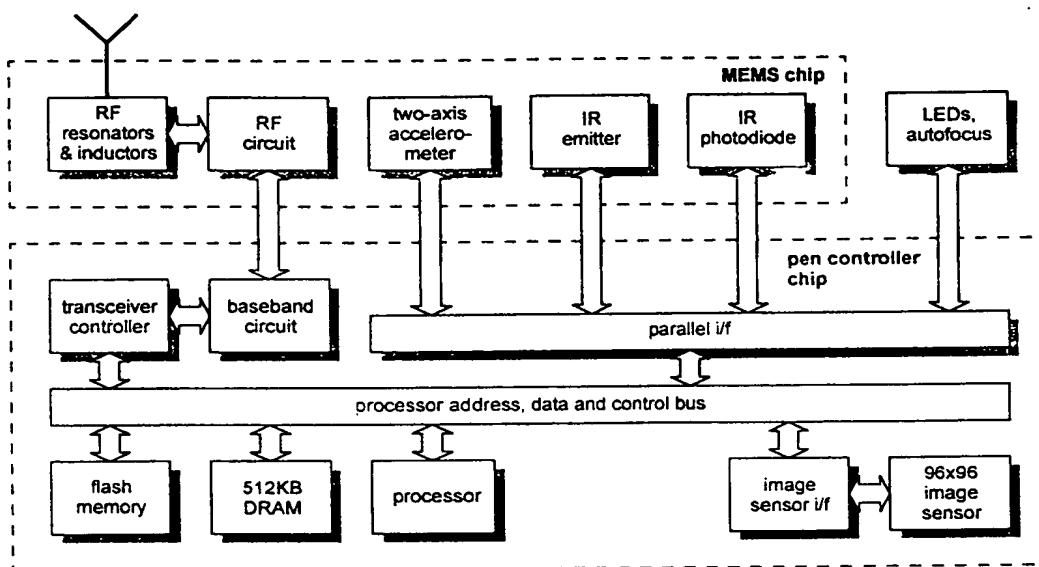 MEMS chip
RF
resonators
& inductors
RF
circuit
two-axis
accelero-
meter
IR
emitter
IR
photodiode
LEDs,
autofocus
pen controller
chip
transceiver
controller
baseband
circuit
parallel i/f
processor address, data and control bus
flash
memory
512KB
DRAM
processor
image
sensor i/f
96x96
image
sensor